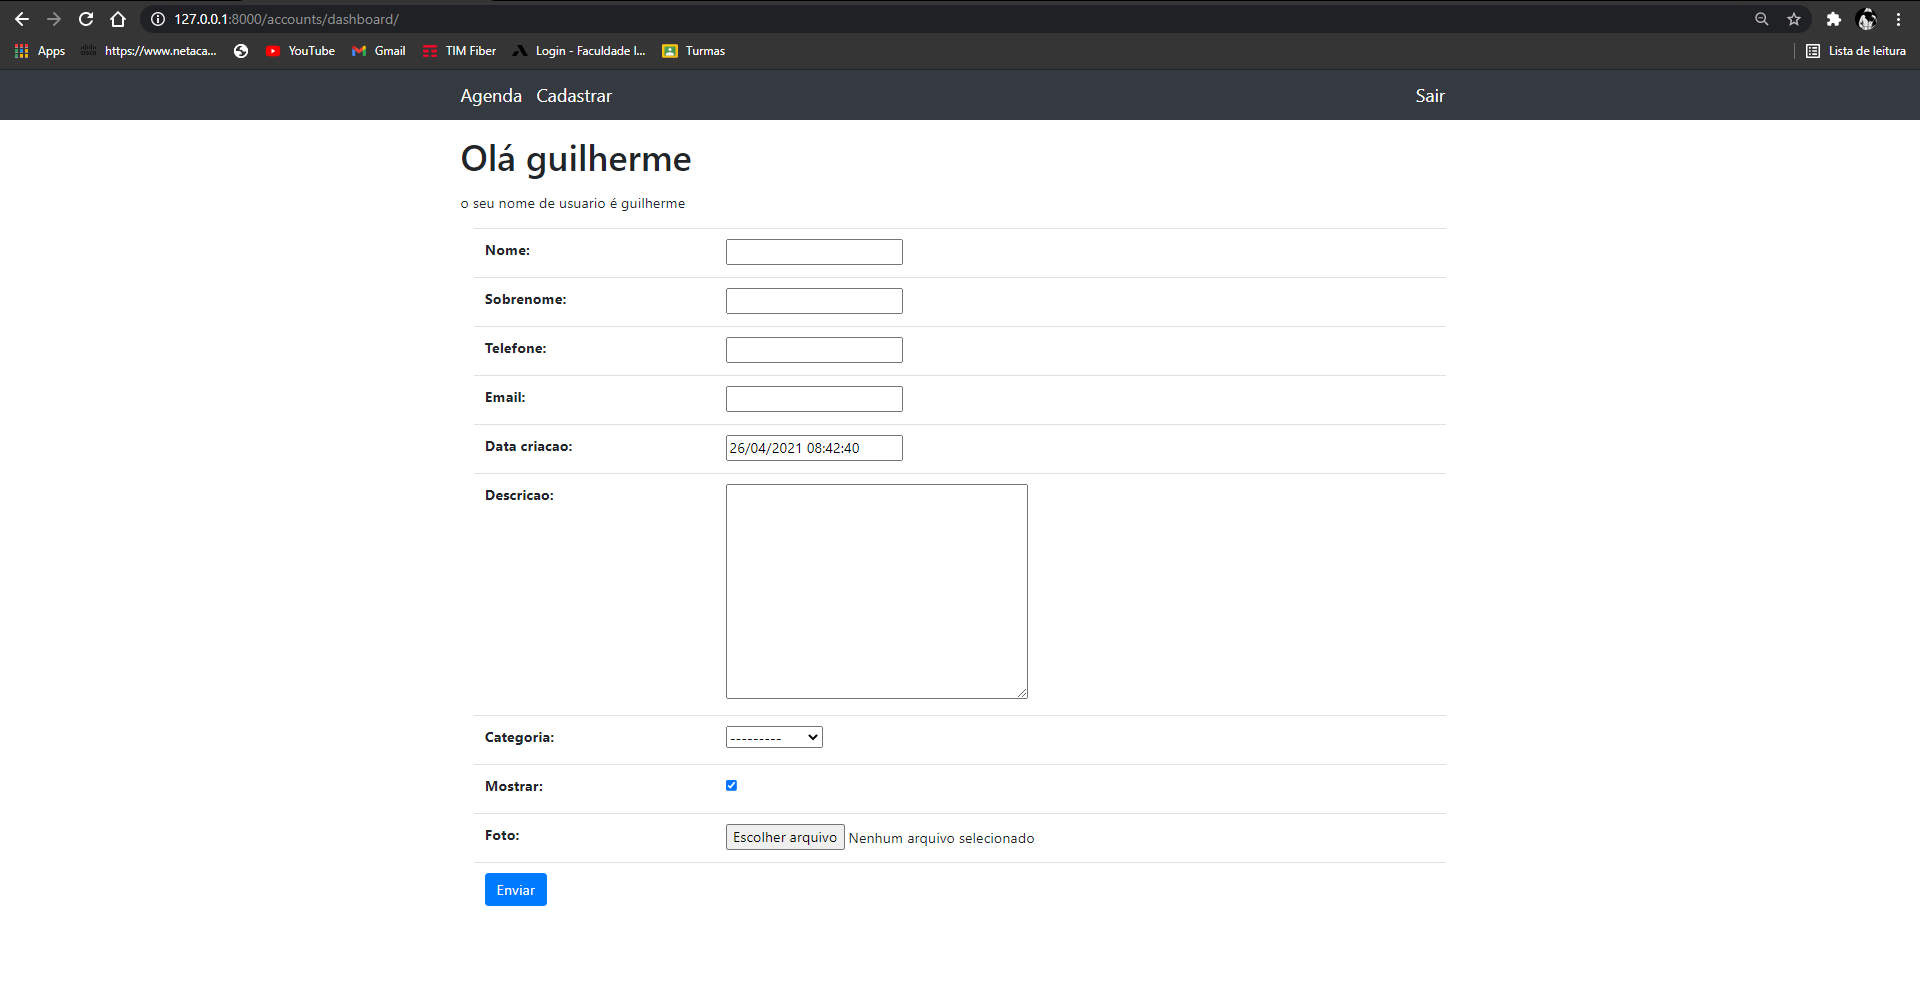 127.0.0.1:8000/accounts/dashboard/
Apps https://www.netaca... YouTube Gmail TIM Fiber Login - Faculdade I... Turmas Lista de leitura
Agenda Cadastrar Sair
Olá guilherme
o seu nome de usuario é guilherme
Nome:
Sobrenome:
Telefone:
Email:
Data criacao: 26/04/2021 08:42:40
Descricao:
Categoria: ---------
Mostrar:
Foto: Escolher arquivo Nenhum arquivo selecionado
Enviar